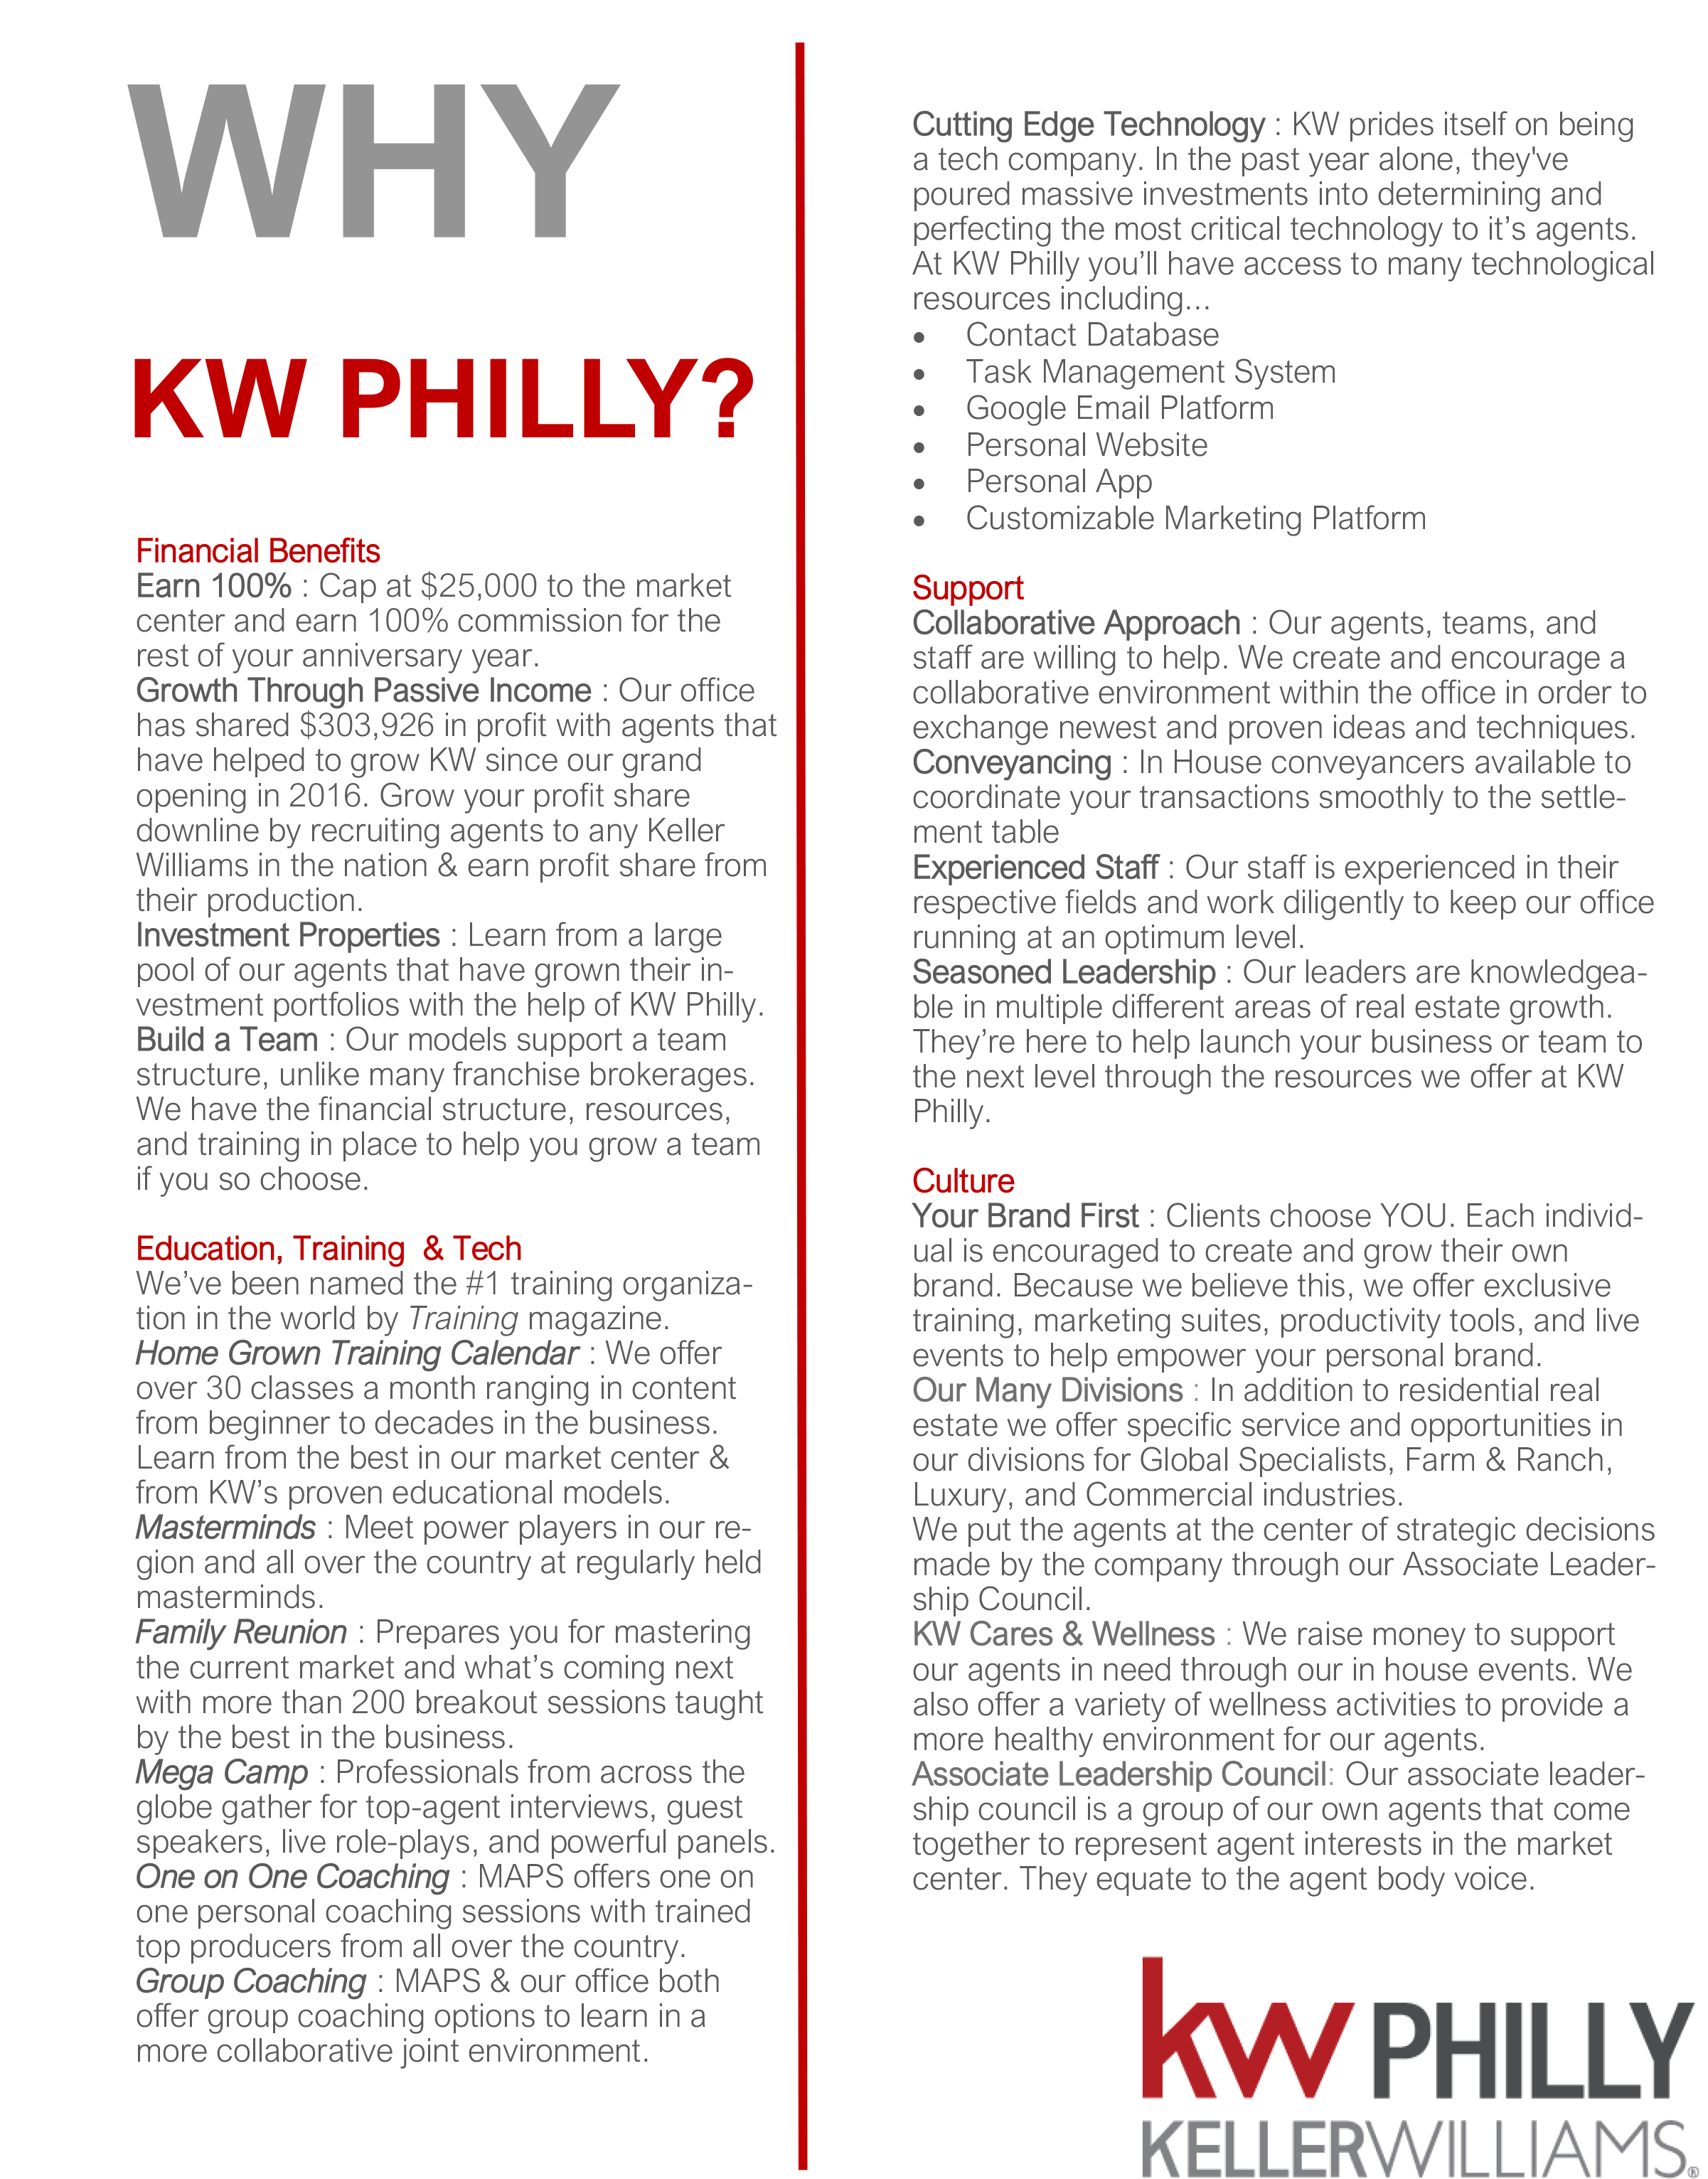 WHY
KW PHILLY?
Financial Benefits
Earn 100% : Cap at $25,000 to the market
center and earn 100% commission for the
rest of your anniversary year.
Growth Through Passive Income : Our office
has shared $303,926 in profit with agents that
have helped to grow KW since our grand
opening in 2016. Grow your profit share
downline by recruiting agents to any Keller
Williams in the nation & earn profit share from
their production.
Investment Properties : Learn from a large
pool of our agents that have grown their in-
vestment portfolios with the help of KW Philly.
Build a Team : Our models support a team
structure, unlike many franchise brokerages.
We have the financial structure, resources,
and training in place to help you grow a team
if you so choose.
Education, Training & Tech
We’ve been named the #1 training organiza-
tion in the world by Training magazine.
Home Grown Training Calendar : We offer
over 30 classes a month ranging in content
from beginner to decades in the business.
Learn from the best in our market center &
from KW’s proven educational models.
Masterminds : Meet power players in our re-
gion and all over the country at regularly held
masterminds.
Family Reunion : Prepares you for mastering
the current market and what’s coming next
with more than 200 breakout sessions taught
by the best in the business.
Mega Camp : Professionals from across the
globe gather for top-agent interviews, guest
speakers, live role-plays, and powerful panels.
One on One Coaching : MAPS offers one on
one personal coaching sessions with trained
top producers from all over the country.
Group Coaching : MAPS & our office both
offer group coaching options to learn in a
more collaborative joint environment.
Cutting Edge Technology : KW prides itself on being
a tech company. In the past year alone, they've
poured massive investments into determining and
perfecting the most critical technology to it’s agents.
At KW Philly you’ll have access to many technological
resources including...
• Contact Database
• Task Management System
• Google Email Platform
• Personal Website
• Personal App
• Customizable Marketing Platform
Support
Collaborative Approach : Our agents, teams, and
staff are willing to help. We create and encourage a
collaborative environment within the office in order to
exchange newest and proven ideas and techniques.
Conveyancing : In House conveyancers available to
coordinate your transactions smoothly to the settle-
ment table
Experienced Staff : Our staff is experienced in their
respective fields and work diligently to keep our office
running at an optimum level.
Seasoned Leadership : Our leaders are knowledgea-
ble in multiple different areas of real estate growth.
They’re here to help launch your business or team to
the next level through the resources we offer at KW
Philly.
Culture
Your Brand First : Clients choose YOU. Each individ-
ual is encouraged to create and grow their own
brand. Because we believe this, we offer exclusive
training, marketing suites, productivity tools, and live
events to help empower your personal brand.
Our Many Divisions : In addition to residential real
estate we offer specific service and opportunities in
our divisions for Global Specialists, Farm & Ranch,
Luxury, and Commercial industries.
We put the agents at the center of strategic decisions
made by the company through our Associate Leader-
ship Council.
KW Cares & Wellness : We raise money to support
our agents in need through our in house events. We
also offer a variety of wellness activities to provide a
more healthy environment for our agents.
Associate Leadership Council: Our associate leader-
ship council is a group of our own agents that come
together to represent agent interests in the market
center. They equate to the agent body voice.
kw PHILLY
KELLERWILLIAMS®